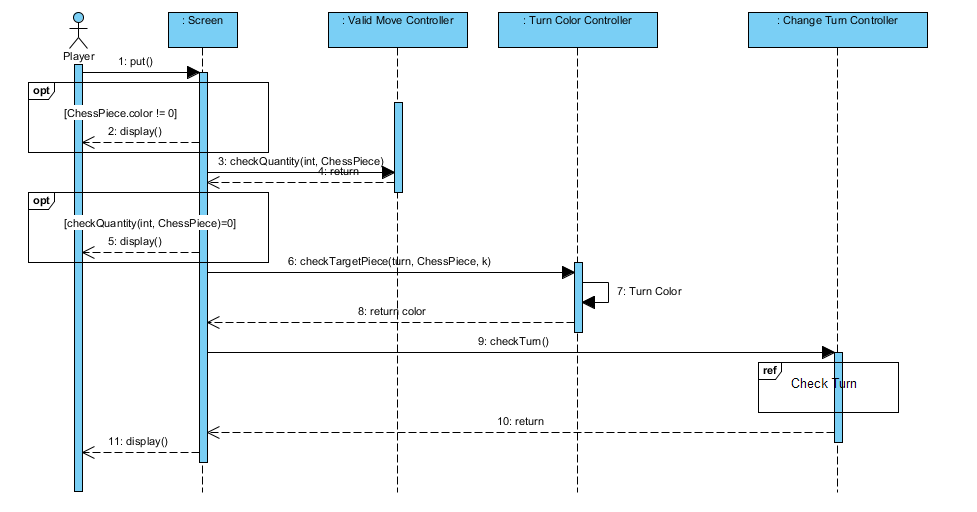 : Screen
: Valid Move Controller
: Turn Color Controller
: Change Turn Controller
Player
1: put()
opt
[ChessPiece.color != 0]
2: display()
3: checkQuantity(int, ChessPiece)
4: return
opt
[checkQuantity(int, ChessPiece)=0]
5: display()
6: checkTargetPiece(turn, ChessPiece, k)
7: Turn Color
8: return color
9: checkTurn()
ref
Check Turn
10: return
11: display()